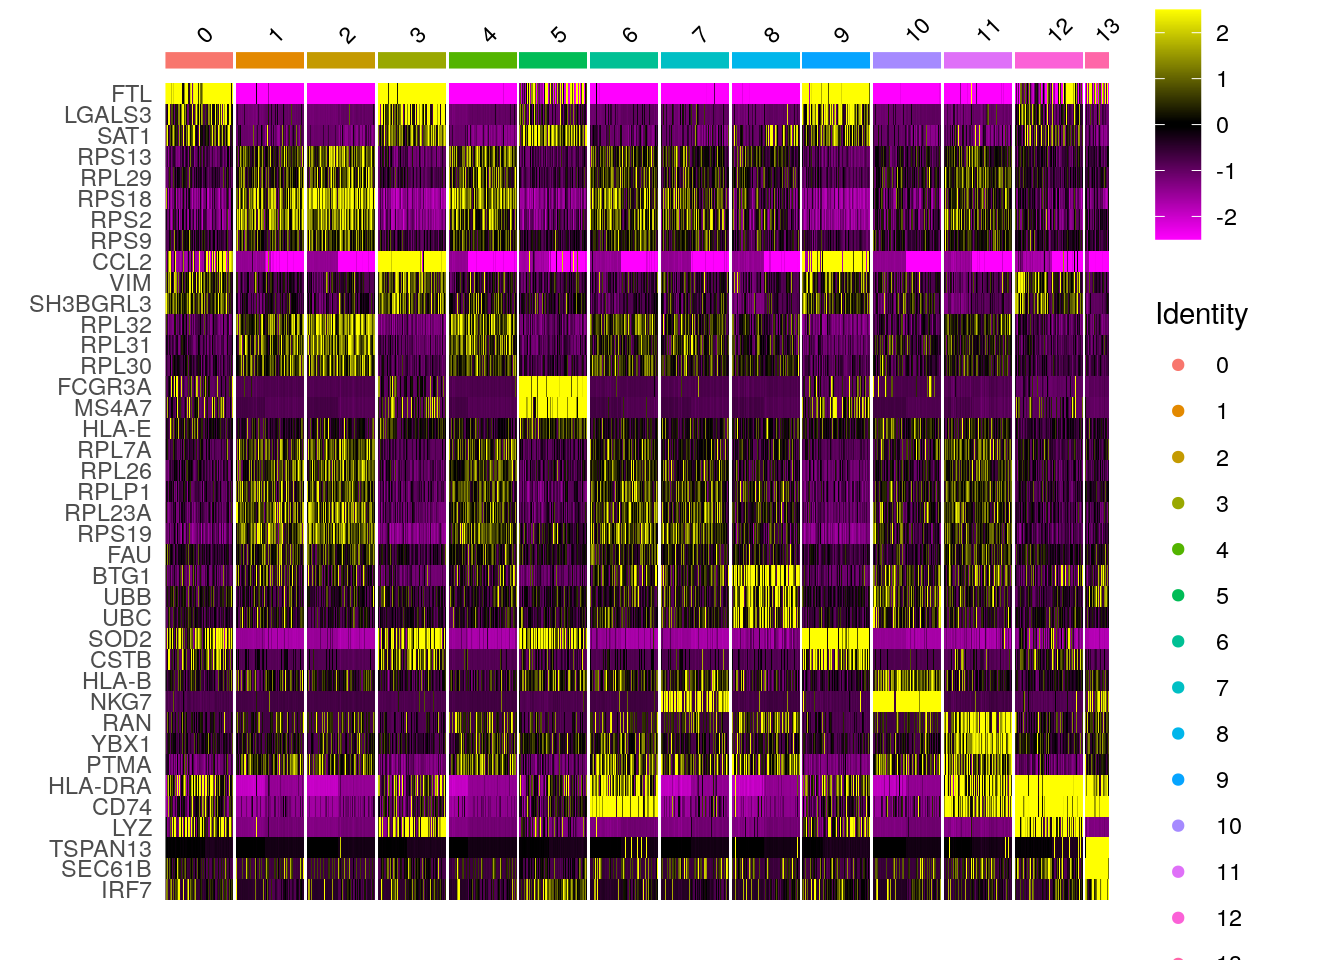 0 1 2 3 4 5 6 7 8 9 10 11 12 13
FTL
LGALS3
SAT1
RPS13
RPL29
RPS18
RPS2
RPS9
CCL2
VIM
SH3BGRL3
RPL32
RPL31
RPL30
FCGR3A
MS4A7
HLA-E
RPL7A
RPL26
RPLP1
RPL23A
RPS19
FAU
BTG1
UBB
UBC
SOD2
CSTB
HLA-B
NKG7
RAN
YBX1
PTMA
HLA-DRA
CD74
LYZ
TSPAN13
SEC61B
IRF7
2
1
0
-1
-2
Identity
0
1
2
3
4
5
6
7
8
9
10
11
12